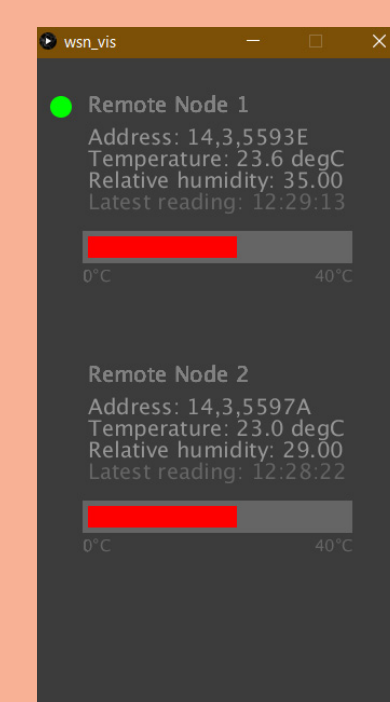 wsn_vis
Remote Node 1
Address: 14,3,5593E
Temperature: 23.6 degC
Relative humidity: 35.00
Latest reading: 12:29:13
0°C 40°C
Remote Node 2
Address: 14,3,5597A
Temperature: 23.0 degC
Relative humidity: 29.00
Latest reading: 12:28:22
0°C 40°C